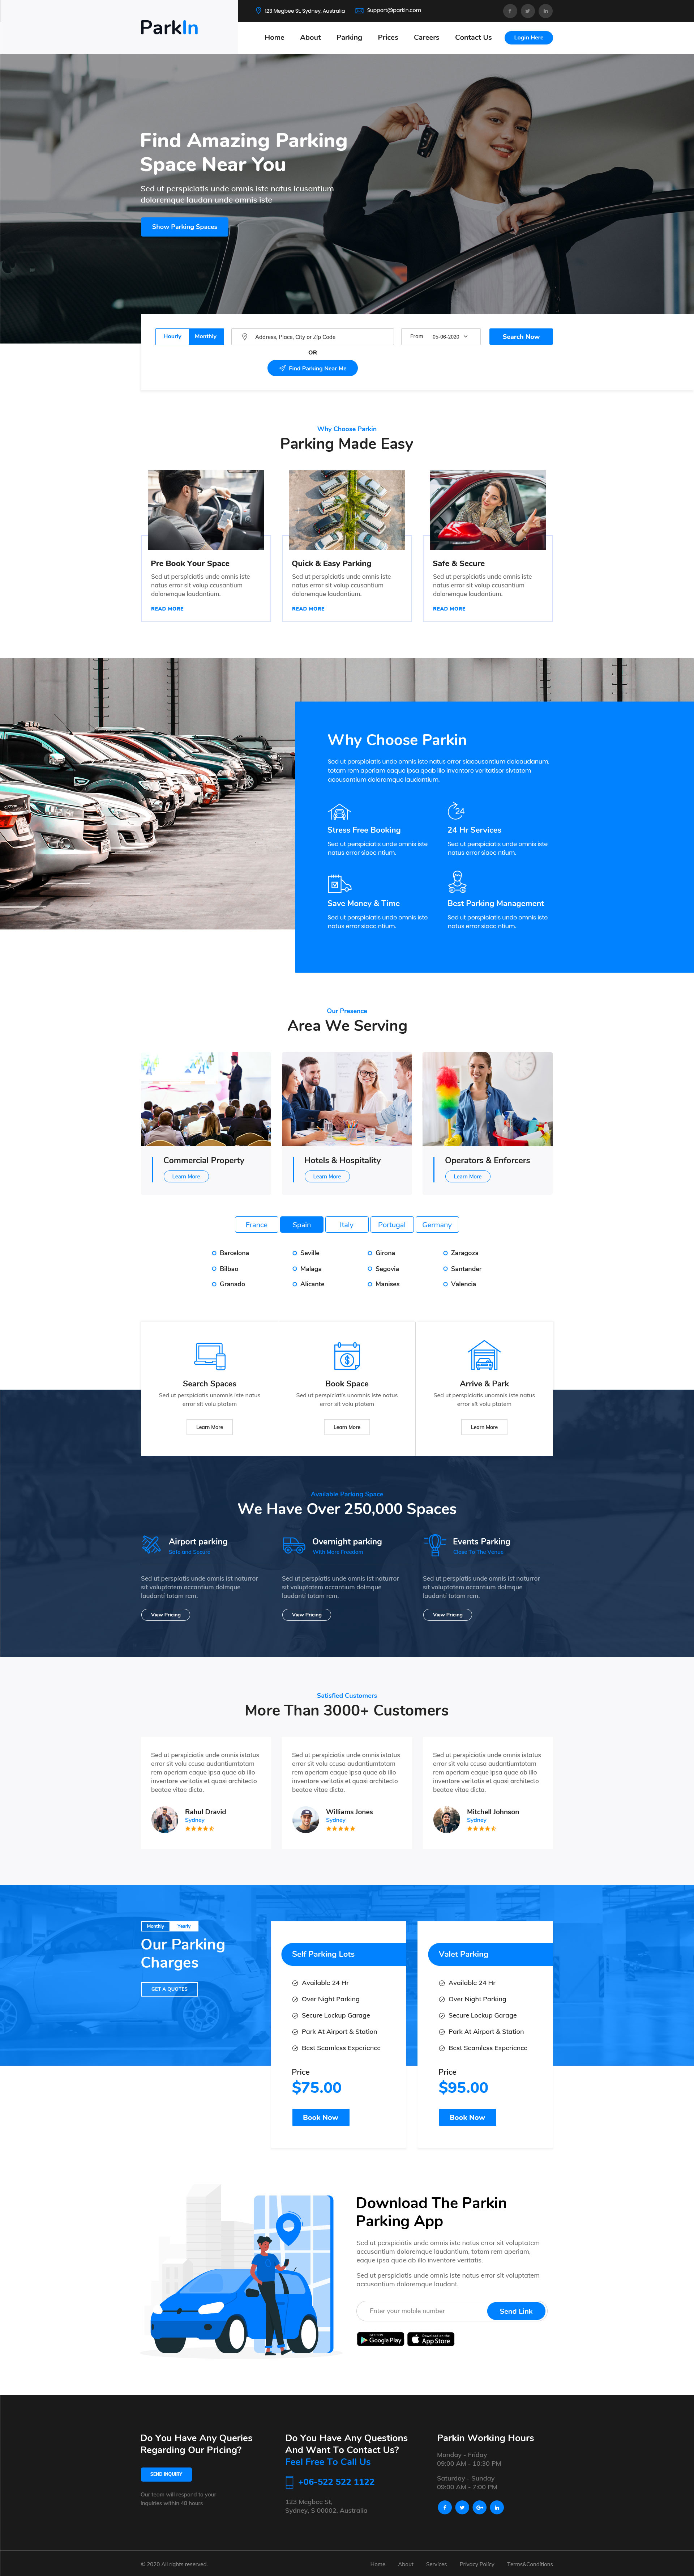 ParkIn
123 Megbee St, Sydney, Australia
Support@parkin.com
Home
About
Parking
Prices
Careers
Contact Us
Login Here
Find Amazing Parking
Space Near You
Sed ut perspiciatis unde omnis iste natus icusantium
doloremque laudan unde omnis iste
Show Parking Spaces
Hourly
Monthly
Address, Place, City or Zip Code
From
05-06-2020
Search Now
OR
Find Parking Near Me
Why Choose Parkin
Parking Made Easy
Pre Book Your Space
Sed ut perspiciatis unde omnis iste
natus error sit volup ccusantium
doloremque laudantium.
READ MORE
Quick & Easy Parking
Sed ut perspiciatis unde omnis iste
natus error sit volup ccusantium
doloremque laudantium.
READ MORE
Safe & Secure
Sed ut perspiciatis unde omnis iste
natus error sit volup ccusantium
doloremque laudantium.
READ MORE
Why Choose Parkin
Sed ut perspiciatis unde omnis iste natus error siaccusantium doloaudanum,
totam rem aperiam eaque ipsa qeab illo inventore veritatisor sivtatem
accusantium doloremque laudantium.
Stress Free Booking
Sed ut perspiciatis unde omnis iste
natus error siacc ntium.
24
24 Hr Services
Sed ut perspiciatis unde omnis iste
natus error siacc ntium.
Save Money & Time
Sed ut perspiciatis unde omnis iste
natus error siacc ntium.
Best Parking Management
Sed ut perspiciatis unde omnis iste
natus error siacc ntium.
Our Presence
Area We Serving
Commercial Property
Learn More
Hotels & Hospitality
Learn More
Operators & Enforcers
Learn More
France
Spain
Italy
Portugal
Germany
Barcelona
Seville
Girona
Zaragoza
Bilbao
Malaga
Segovia
Santander
Granado
Alicante
Manises
Valencia
Search Spaces
Sed ut perspiciatis unomnis iste natus
error sit volu ptatem
Learn More
Book Space
Sed ut perspiciatis unomnis iste natus
error sit volu ptatem
Learn More
Arrive & Park
Sed ut perspiciatis unomnis iste natus
error sit volu ptatem
Learn More
Available Parking Space
We Have Over 250,000 Spaces
Airport parking
Safe and Secure
Sed ut perspiatis unde omnis ist naturror
sit voluptatem accantium dolmque
laudanti totam rem.
View Pricing
Overnight parking
With More Freedom
Sed ut perspiatis unde omnis ist naturror
sit voluptatem accantium dolmque
laudanti totam rem.
View Pricing
Events Parking
Close To The Venue
Sed ut perspiatis unde omnis ist naturror
sit voluptatem accantium dolmque
laudanti totam rem.
View Pricing
Satisfied Customers
More Than 3000+ Customers
Sed ut perspiciatis unde omnis istatus
error sit volu ccusa audantiumtotam
rem aperiam eaque ipsa quae ab illo
inventore veritatis et quasi architecto
beatae vitae dicta.
Rahul Dravid
Sydney
Sed ut perspiciatis unde omnis istatus
error sit volu ccusa audantiumtotam
rem aperiam eaque ipsa quae ab illo
inventore veritatis et quasi architecto
beatae vitae dicta.
Williams Jones
Sydney
Sed ut perspiciatis unde omnis istatus
error sit volu ccusa audantiumtotam
rem aperiam eaque ipsa quae ab illo
inventore veritatis et quasi architecto
beatae vitae dicta.
Mitchell Johnson
Sydney
Monthly
Yearly
Our Parking
Charges
GET A QUOTES
Self Parking Lots
Available 24 Hr
Over Night Parking
Secure Lockup Garage
Park At Airport & Station
Best Seamless Experience
Price
$75.00
Book Now
Valet Parking
Available 24 Hr
Over Night Parking
Secure Lockup Garage
Park At Airport & Station
Best Seamless Experience
Price
$95.00
Book Now
Download The Parkin
Parking App
Sed ut perspiciatis unde omnis iste natus error sit voluptatem
accusantium doloremque laudantium, totam rem aperiam,
eaque ipsa quae ab illo inventore veritatis.
Sed ut perspiciatis unde omnis iste natus error sit voluptatem
accusantium doloremque laudant.
Enter your mobile number
Send Link
GET IT ON
Google Play
Download on the
App Store
Do You Have Any Queries
Regarding Our Pricing?
SEND INQUIRY
Our team will respond to your
inquiries within 48 hours
Do You Have Any Questions
And Want To Contact Us?
Feel Free To Call Us
+06-522 522 1122
123 Megbee St,
Sydney, S 00002, Australia
Parkin Working Hours
Monday - Friday
09:00 AM - 10:30 PM
Saturday - Sunday
09:00 AM - 7:00 PM
© 2020 All rights reserved.
Home
About
Services
Privacy Policy
Terms&Conditions